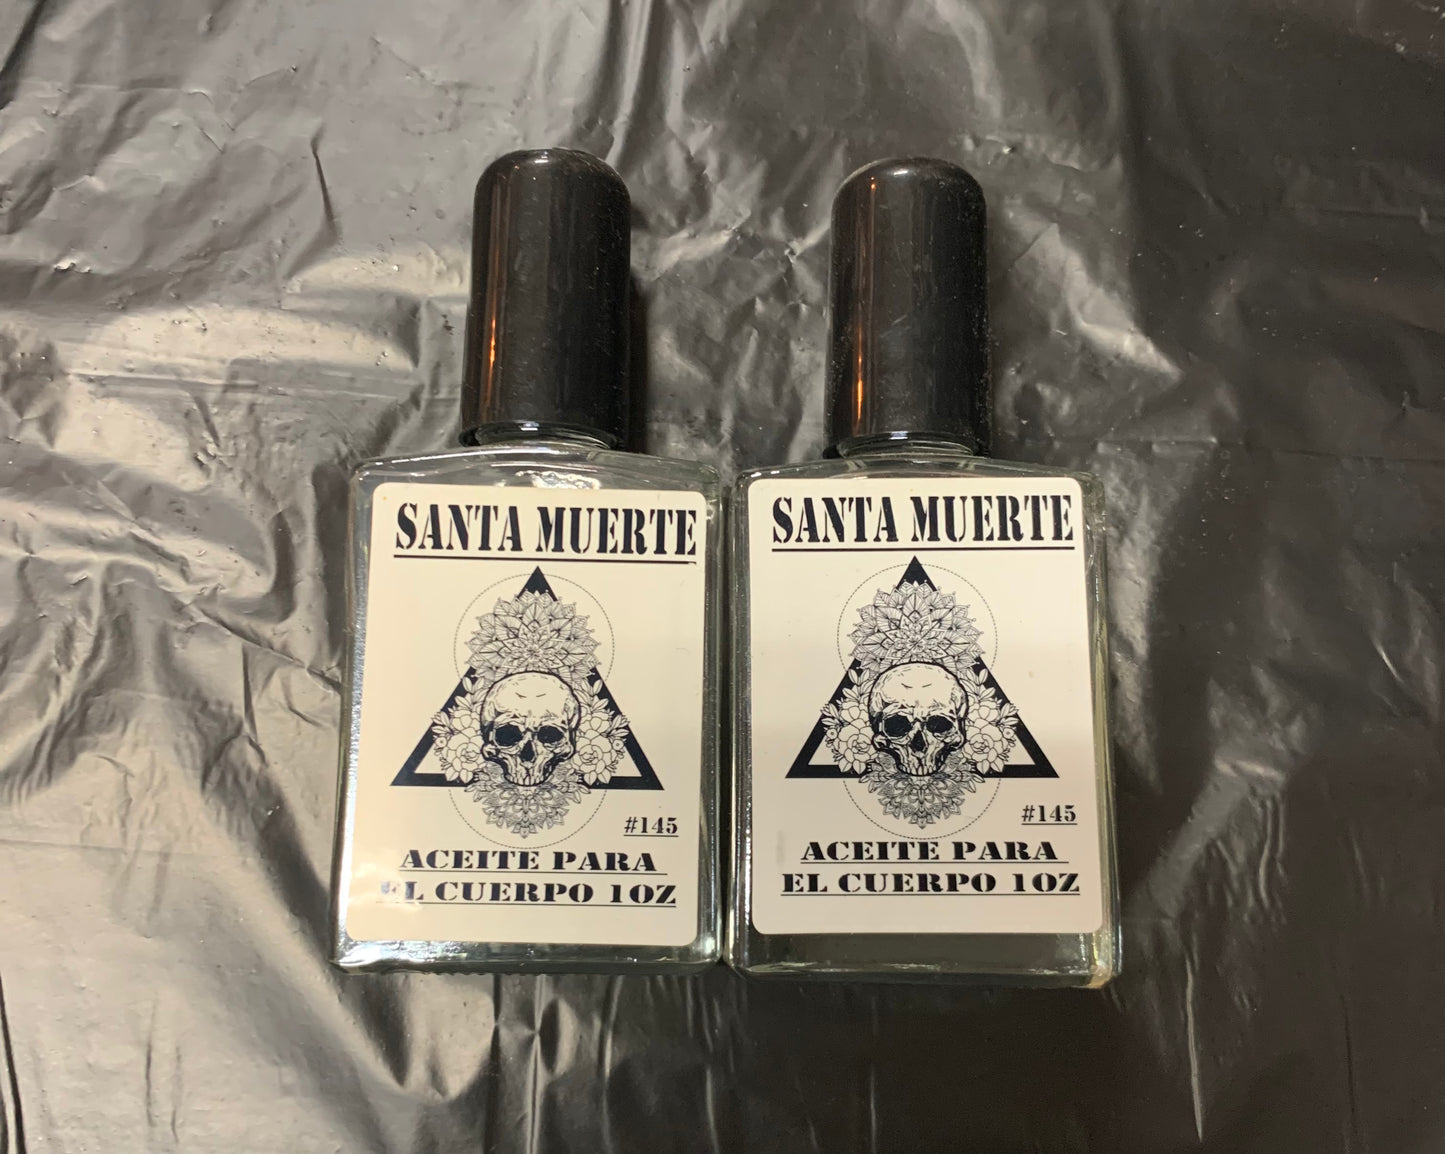 SANTA MUERTE
#145
ACEITE PARA
EL CUERPO 1OZ
SANTA MUERTE
#145
ACEITE PARA
EL CUERPO 1OZ